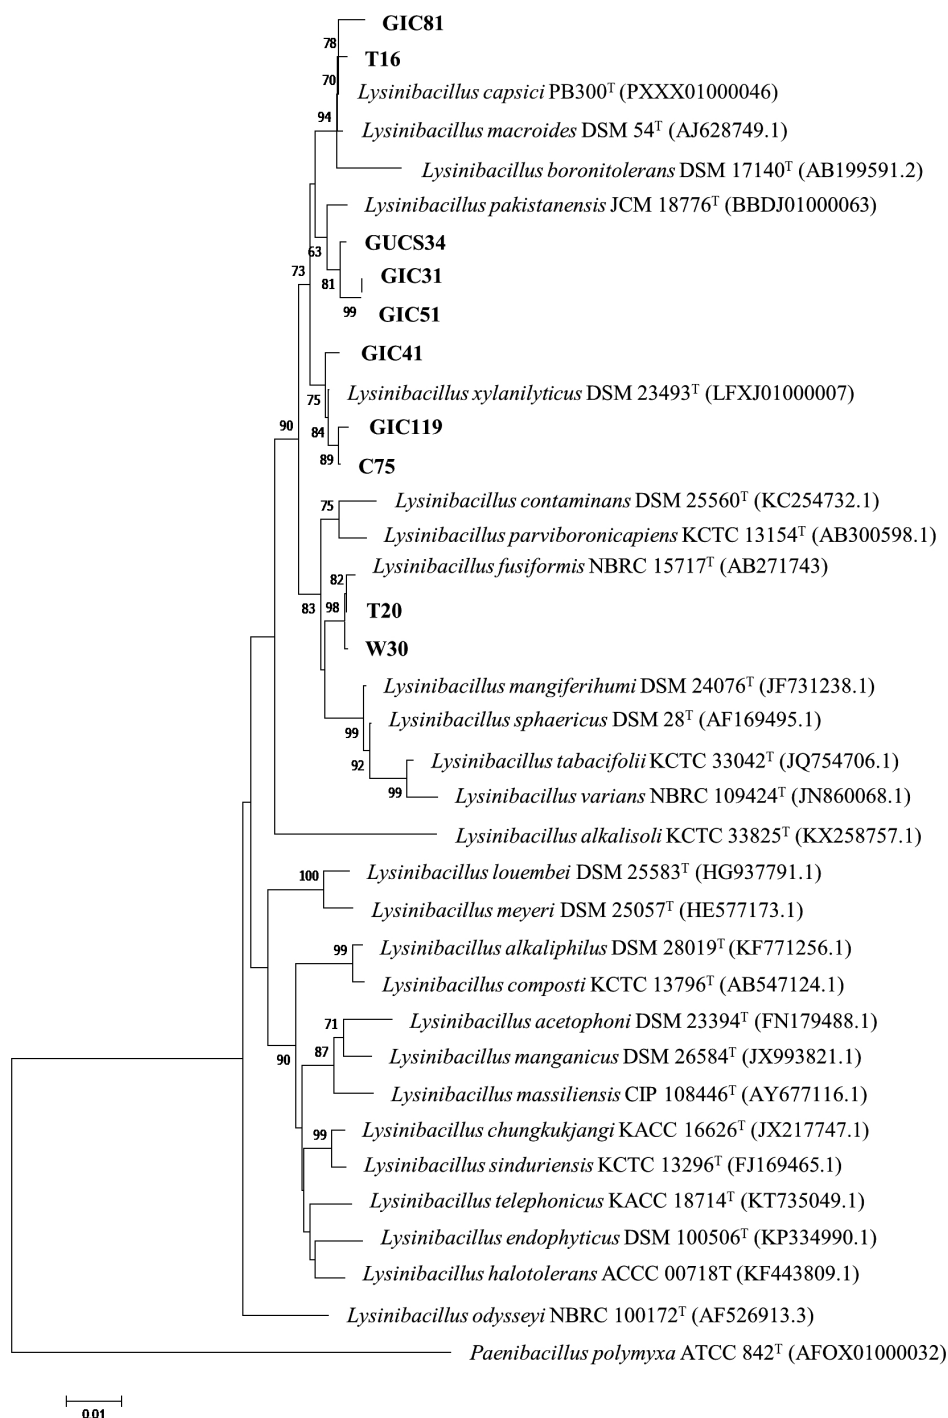 GIC81
78
T16
70
Lysinibacillus capsici PB300T (PXXX01000046)
94
Lysinibacillus macroides DSM 54T (AJ628749.1)
Lysinibacillus boronitolerans DSM 17140T (AB199591.2)
Lysinibacillus pakistanensis JCM 18776T (BBDJ01000063)
GUCS34
63
73
GIC31
81
99
GIC51
GIC41
Lysinibacillus xylanilyticus DSM 23493T (LFXJ01000007)
75
90
GIC119
84
89
C75
Lysinibacillus contaminans DSM 25560T (KC254732.1)
75
Lysinibacillus parviboronicapiens KCTC 13154T (AB300598.1)
Lysinibacillus fusiformis NBRC 15717T (AB271743)
82
83
98
T20
W30
Lysinibacillus mangiferihumi DSM 24076T (JF731238.1)
Lysinibacillus sphaericus DSM 28T (AF169495.1)
99
92
Lysinibacillus tabacifolii KCTC 33042T (JQ754706.1)
99
Lysinibacillus varians NBRC 109424T (JN860068.1)
Lysinibacillus alkalisoli KCTC 33825T (KX258757.1)
100
Lysinibacillus louembei DSM 25583T (HG937791.1)
Lysinibacillus meyeri DSM 25057T (HE577173.1)
99
Lysinibacillus alkaliphilus DSM 28019T (KF771256.1)
Lysinibacillus composti KCTC 13796T (AB547124.1)
71
Lysinibacillus acetophoni DSM 23394T (FN179488.1)
90
87
Lysinibacillus manganicus DSM 26584T (JX993821.1)
Lysinibacillus massiliensis CIP 108446T (AY677116.1)
99
Lysinibacillus chungkukjangi KACC 16626T (JX217747.1)
Lysinibacillus sinduriensis KCTC 13296T (FJ169465.1)
Lysinibacillus telephonicus KACC 18714T (KT735049.1)
Lysinibacillus endophyticus DSM 100506T (KP334990.1)
Lysinibacillus halotolerans ACCC 00718T (KF443809.1)
Lysinibacillus odysseyi NBRC 100172T (AF526913.3)
Paenibacillus polymyxa ATCC 842T (AFOX01000032)
0.01